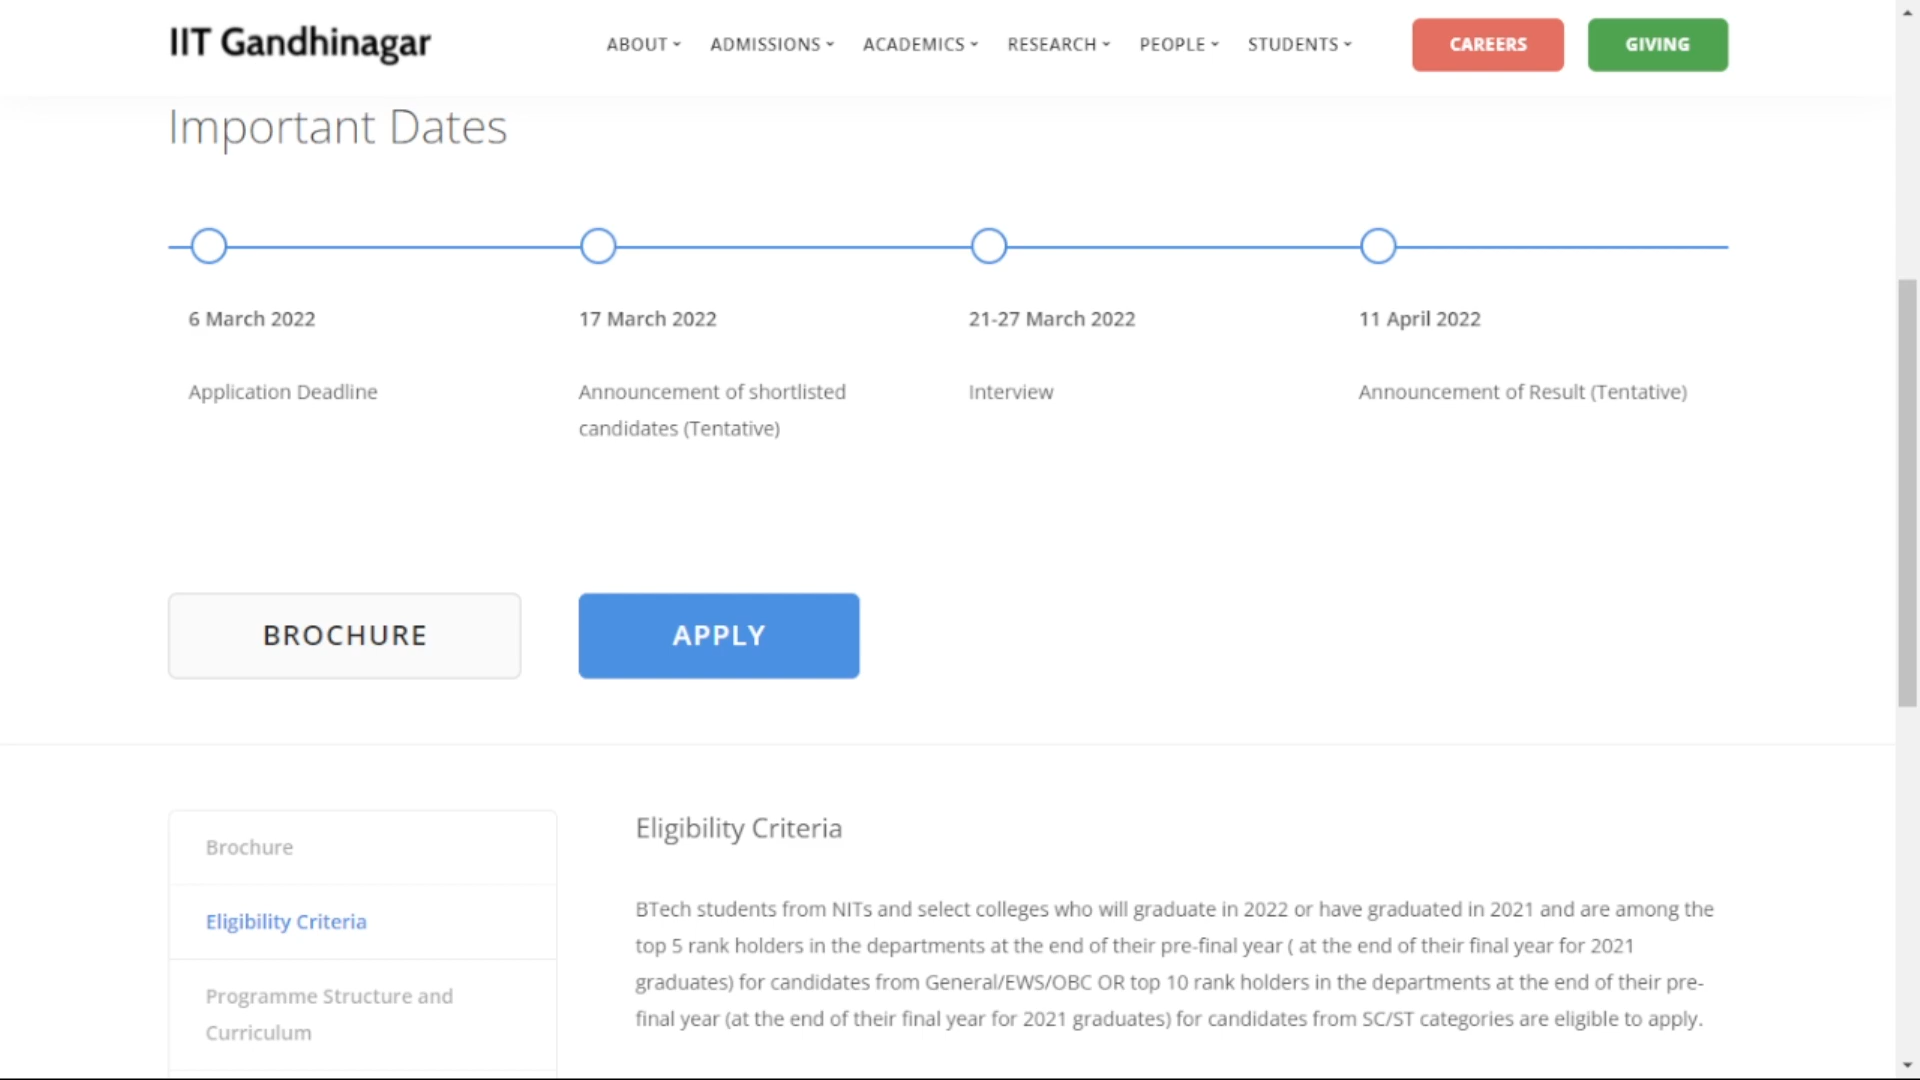 IIT Gandhinagar
ABOUT ADMISSIONS ACADEMICS RESEARCH PEOPLE STUDENTS CAREERS GIVING
Important Dates
6 March 2022
Application Deadline
17 March 2022
Announcement of shortlisted
candidates (Tentative)
21-27 March 2022
Interview
11 April 2022
Announcement of Result (Tentative)
BROCHURE
APPLY
Brochure
Eligibility Criteria
Programme Structure and
Curriculum
Eligibility Criteria
BTech students from NITs and select colleges who will graduate in 2022 or have graduated in 2021 and are among the
top 5 rank holders in the departments at the end of their pre-final year ( at the end of their final year for 2021
graduates) for candidates from General/EWS/OBC OR top 10 rank holders in the departments at the end of their pre-
final year (at the end of their final year for 2021 graduates) for candidates from SC/ST categories are eligible to apply.